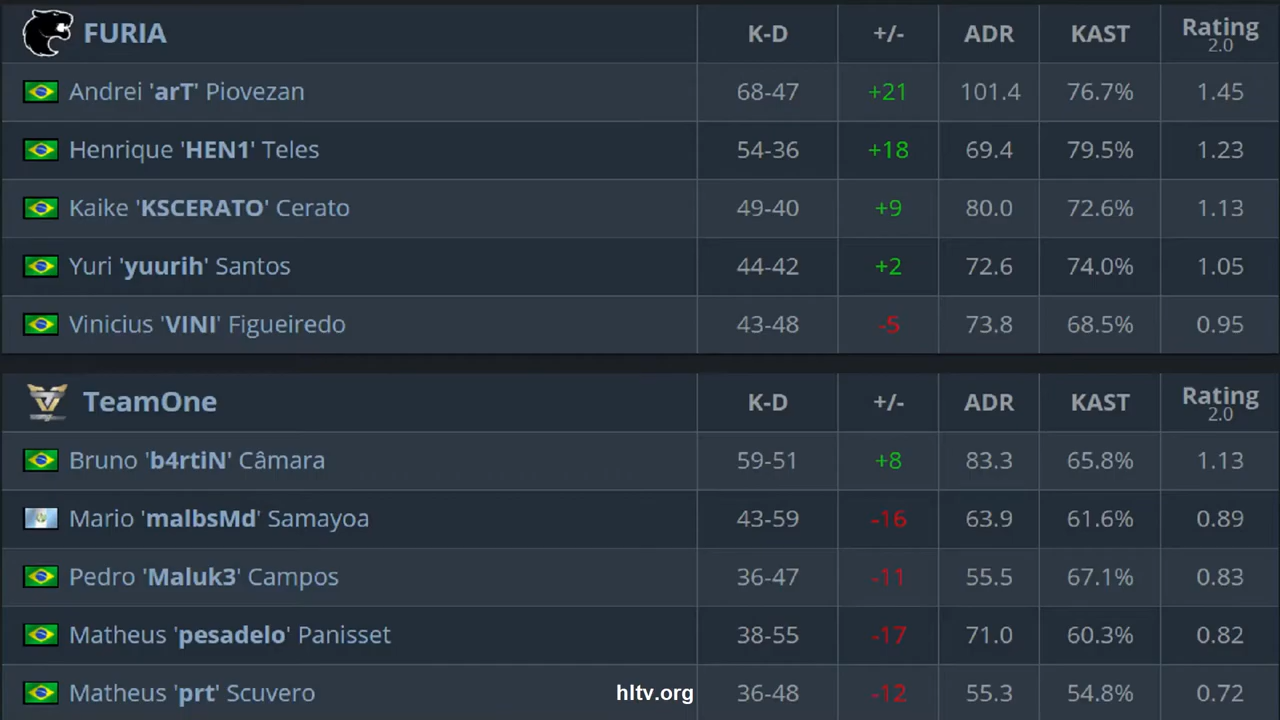 FURIA K-D +/- ADR KAST Rating 2.0
Andrei 'arT' Piovezan 68-47 +21 101.4 76.7% 1.45
Henrique 'HEN1' Teles 54-36 +18 69.4 79.5% 1.23
Kaike 'KSCERATO' Cerato 49-40 +9 80.0 72.6% 1.13
Yuri 'yuurih' Santos 44-42 +2 72.6 74.0% 1.05
Vinicius 'VINI' Figueiredo 43-48 -5 73.8 68.5% 0.95
TeamOne K-D +/- ADR KAST Rating 2.0
Bruno 'b4rtiN' Câmara 59-51 +8 83.3 65.8% 1.13
Mario 'malbsMd' Samayoa 43-59 -16 63.9 61.6% 0.89
Pedro 'Maluk3' Campos 36-47 -11 55.5 67.1% 0.83
Matheus 'pesadelo' Panisset 38-55 -17 71.0 60.3% 0.82
Matheus 'prt' Scuvero hltv.org 36-48 -12 55.3 54.8% 0.72